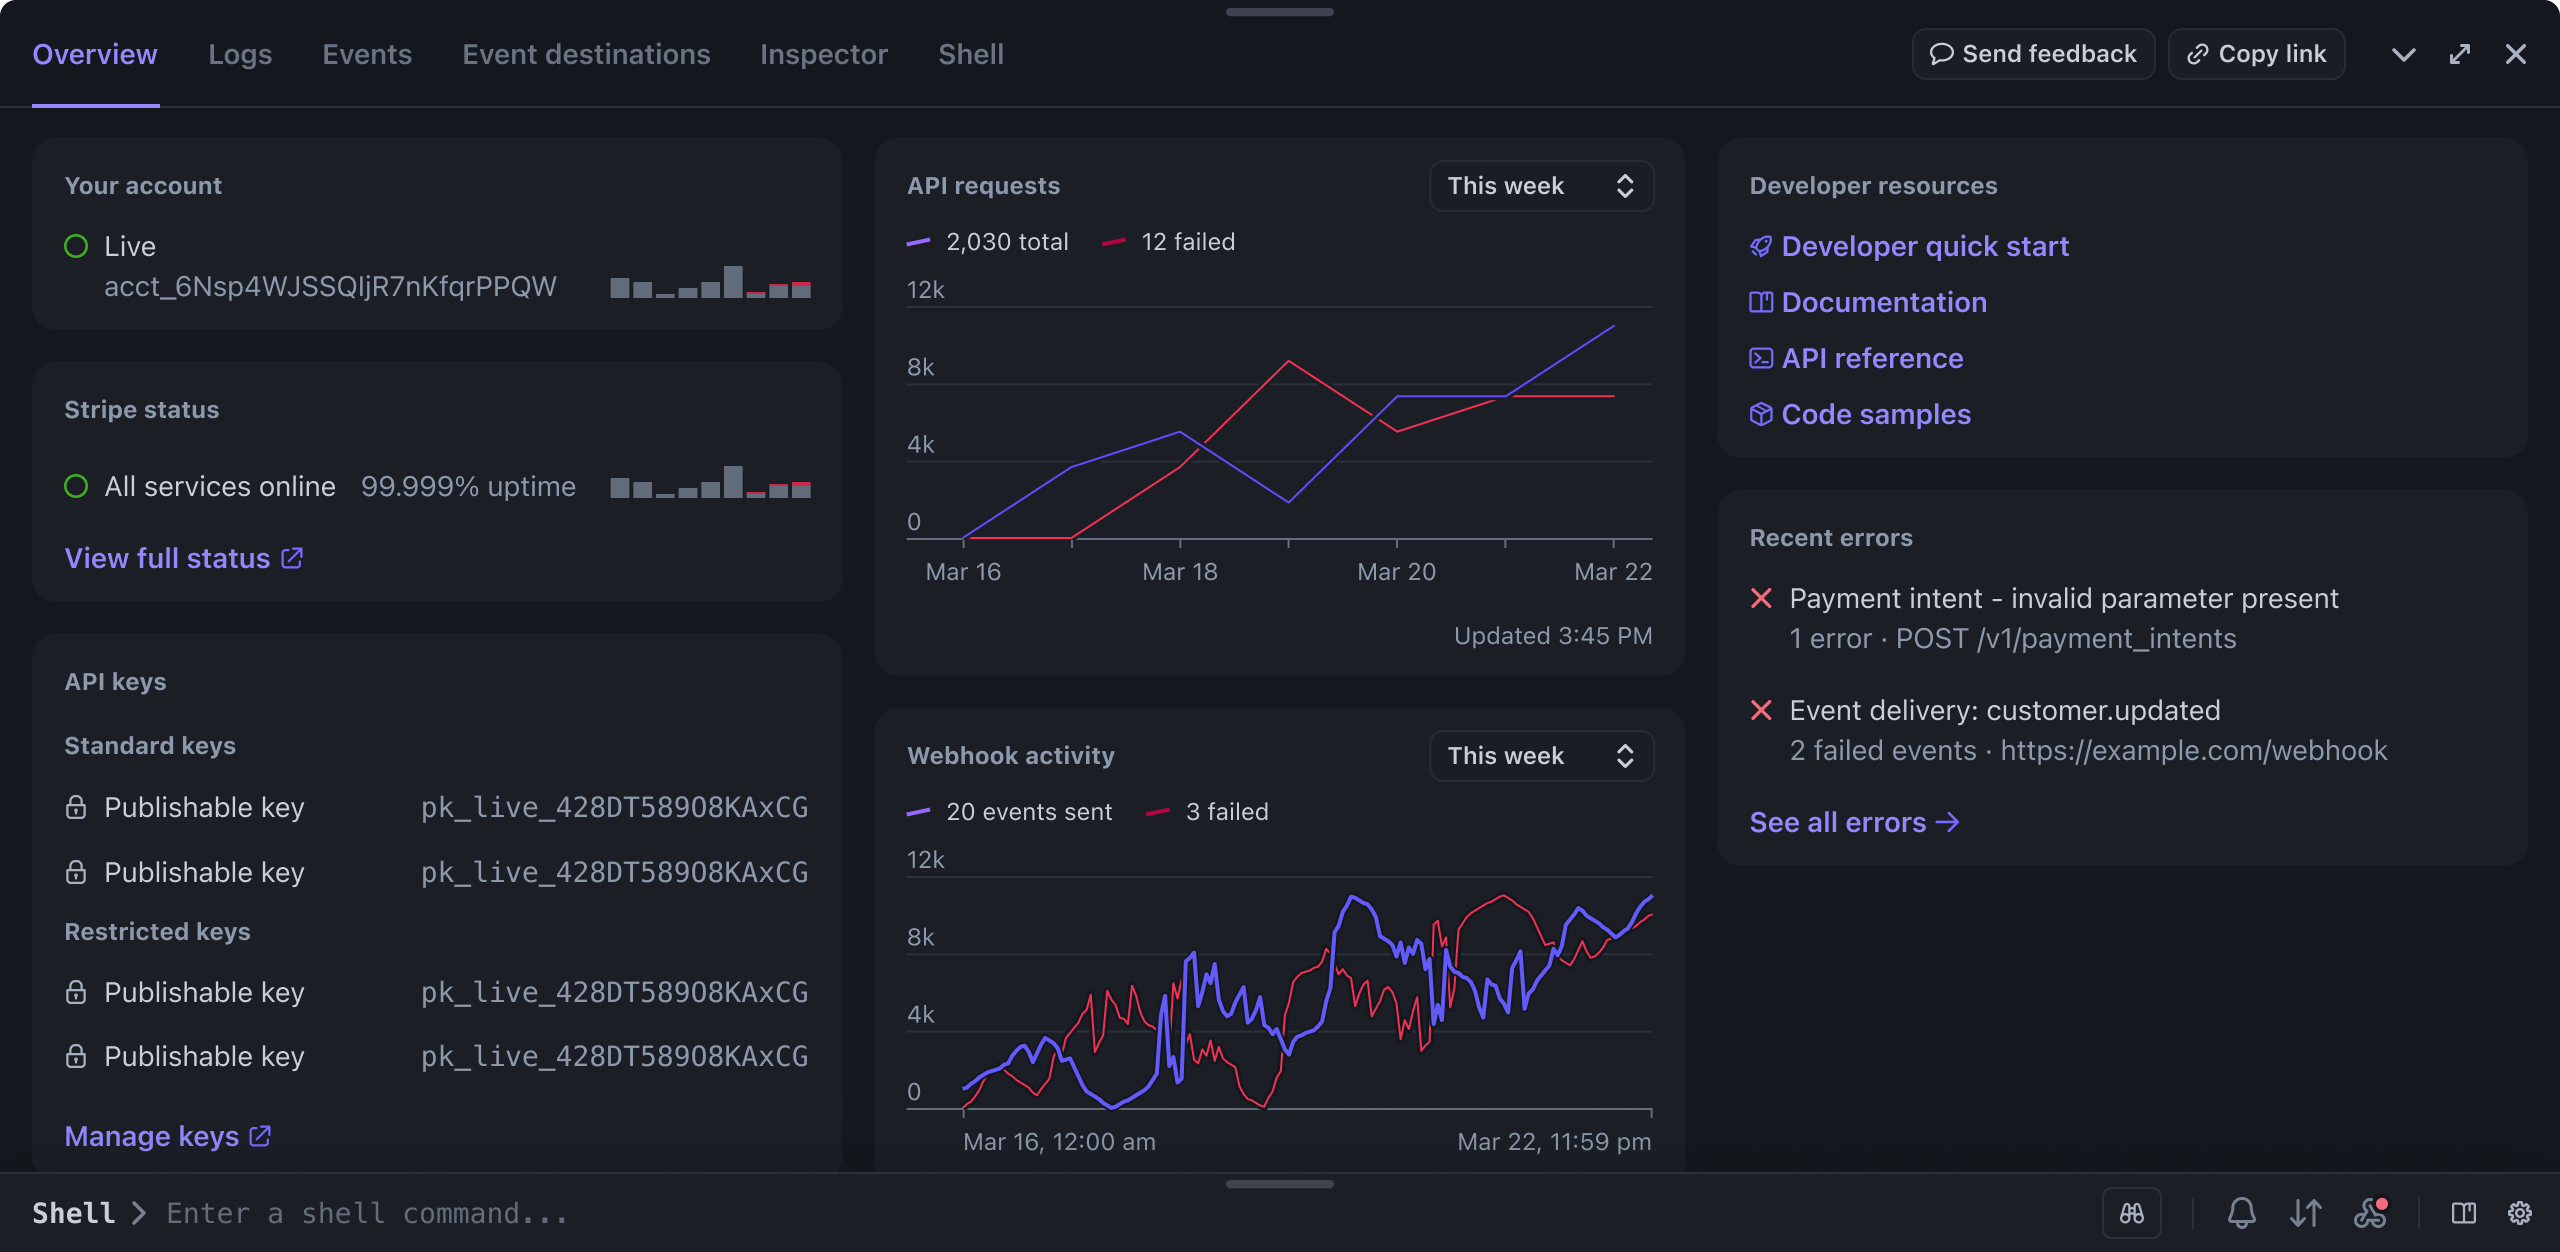 Overview
Logs
Events
Event destinations
Inspector
Shell
Send feedback
Copy link
Your account
Live
acct_6Nsp4WJSSQljR7nKfqrPPQW
Stripe status
All services online 99.999% uptime
View full status
API keys
Standard keys
Publishable key pk_live_428DT58908KAxCG
Publishable key pk_live_428DT58908KAxCG
Restricted keys
Publishable key pk_live_428DT58908KAxCG
Publishable key pk_live_428DT58908KAxCG
Manage keys
API requests
This week
2,030 total 12 failed
12k
8k
4k
0
Mar 16 Mar 18 Mar 20 Mar 22
Updated 3:45 PM
Webhook activity
This week
20 events sent 3 failed
12k
8k
4k
0
Mar 16, 12:00 am Mar 22, 11:59 pm
Developer resources
Developer quick start
Documentation
API reference
Code samples
Recent errors
Payment intent - invalid parameter present
1 error · POST /v1/payment_intents
Event delivery: customer.updated
2 failed events · https://example.com/webhook
See all errors
Shell Enter a shell command...